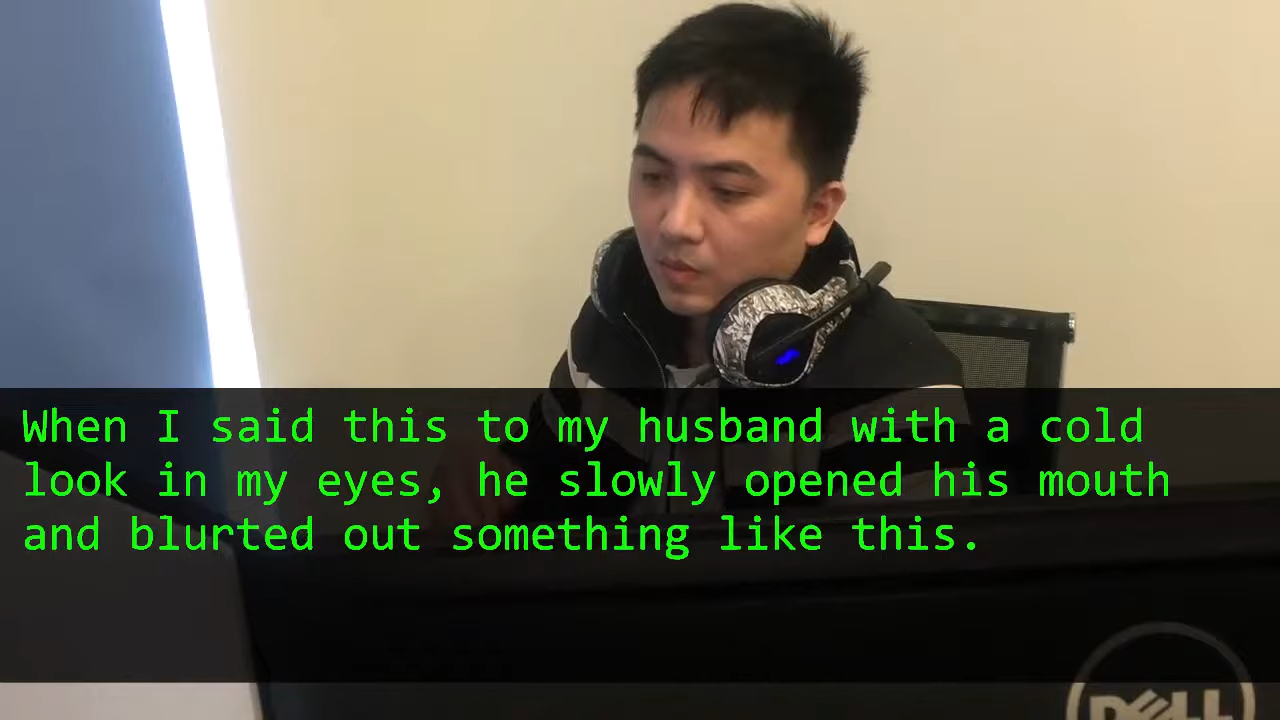 When I said this to my husband with a cold
look in my eyes, he slowly opened his mouth
and blurted out something like this.
DELL